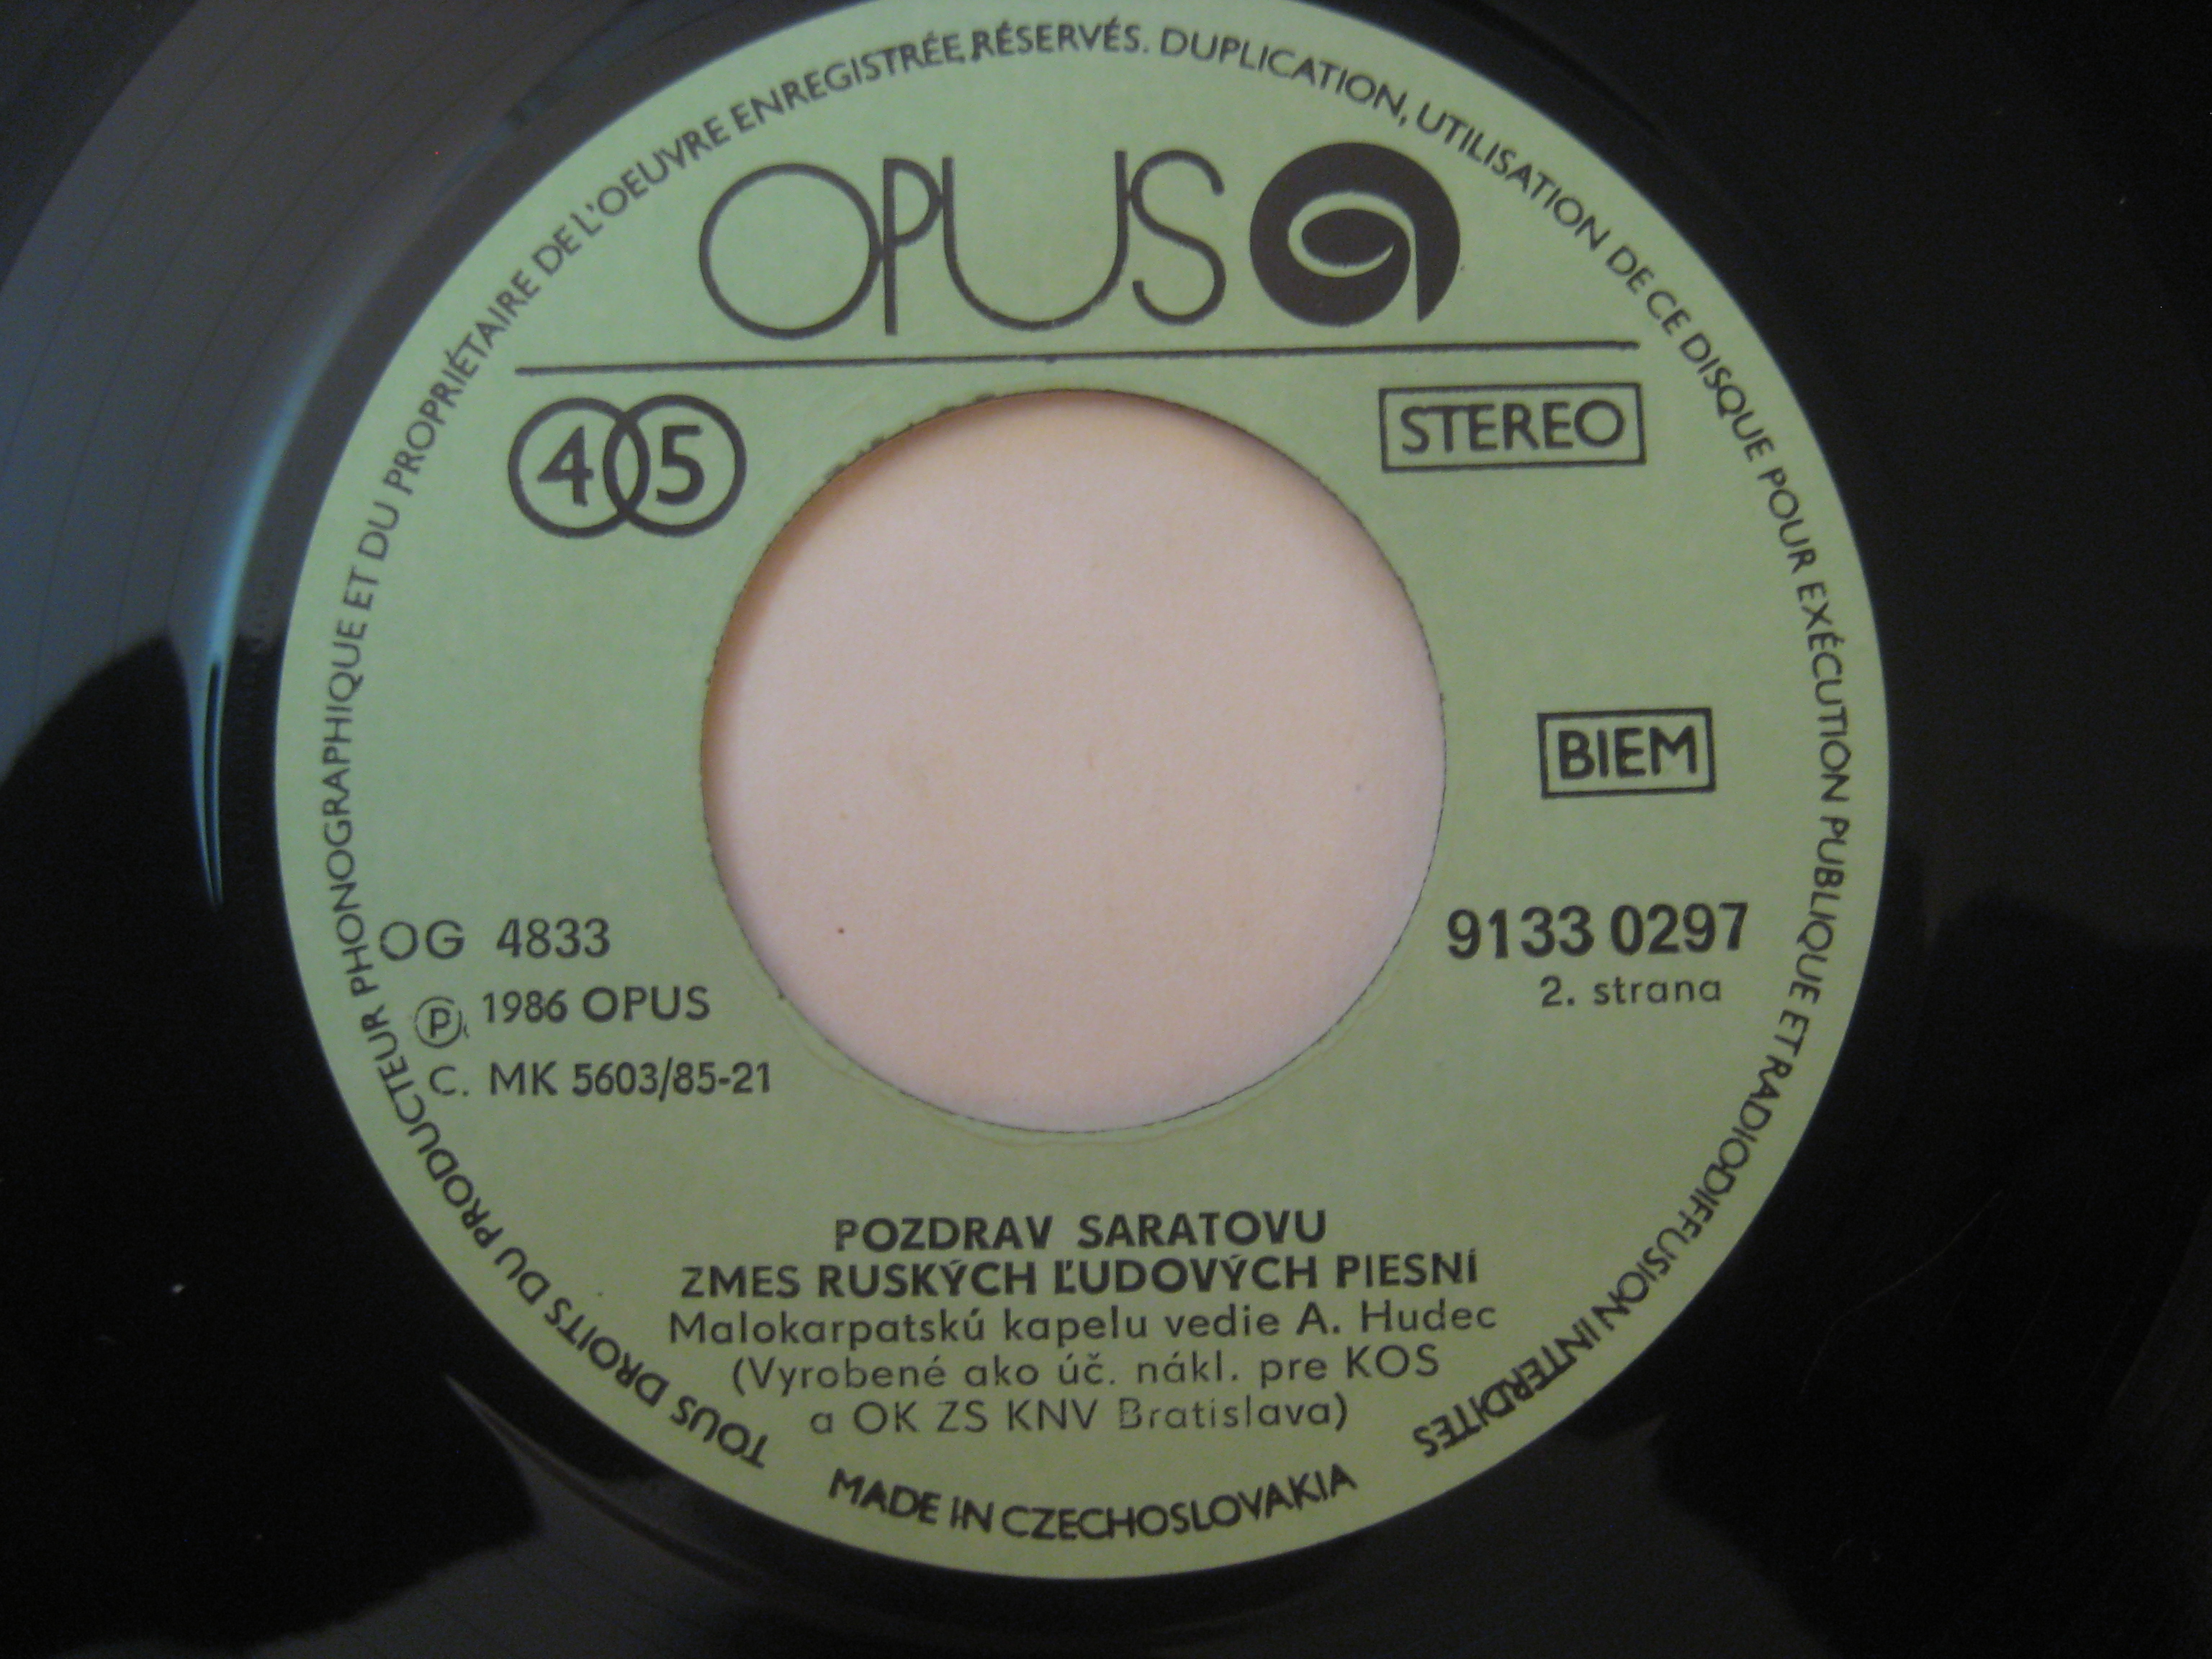 TOUS DROITS DU PRODUCTEUR PHONOGRAPHIQUE ET DU PROPRIÉTAIRE DE L'OEUVRE ENREGISTRÉE RÉSERVÉS. DUPLICATION, UTILISATION DE CE DISQUE POUR EXÉCUTION PUBLIQUE ET RADIODIFFUSION INTERDITES
OPUS
45
STEREO
BIEM
OG 4833
9133 0297
Ⓟ 1986 OPUS
2. strana
C. MK 5603/85-21
POZDRAV SARATOVU
ZMES RUSKÝCH ĽUDOVÝCH PIESNÍ
Malokarpatskú kapelu vedie A. Hudec
(Vyrobené ako úč. nákl. pre KOS
a OK ZS KNV Bratislava)
MADE IN CZECHOSLOVAKIA